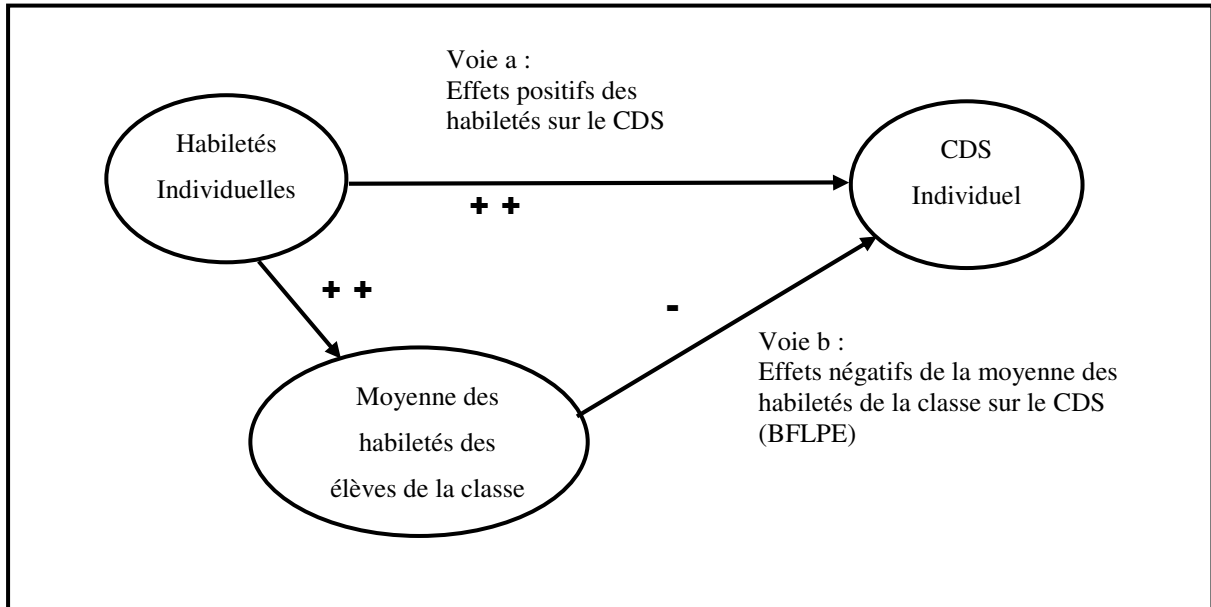 Voie a :
Effets positifs des
habiletés sur le CDS
Habiletés
Individuelles
CDS
Individuel
+ +
+ +
-
Voie b :
Effets négatifs de la moyenne des
habiletés de la classe sur le CDS
(BFLPE)
Moyenne des
habiletés des
élèves de la classe